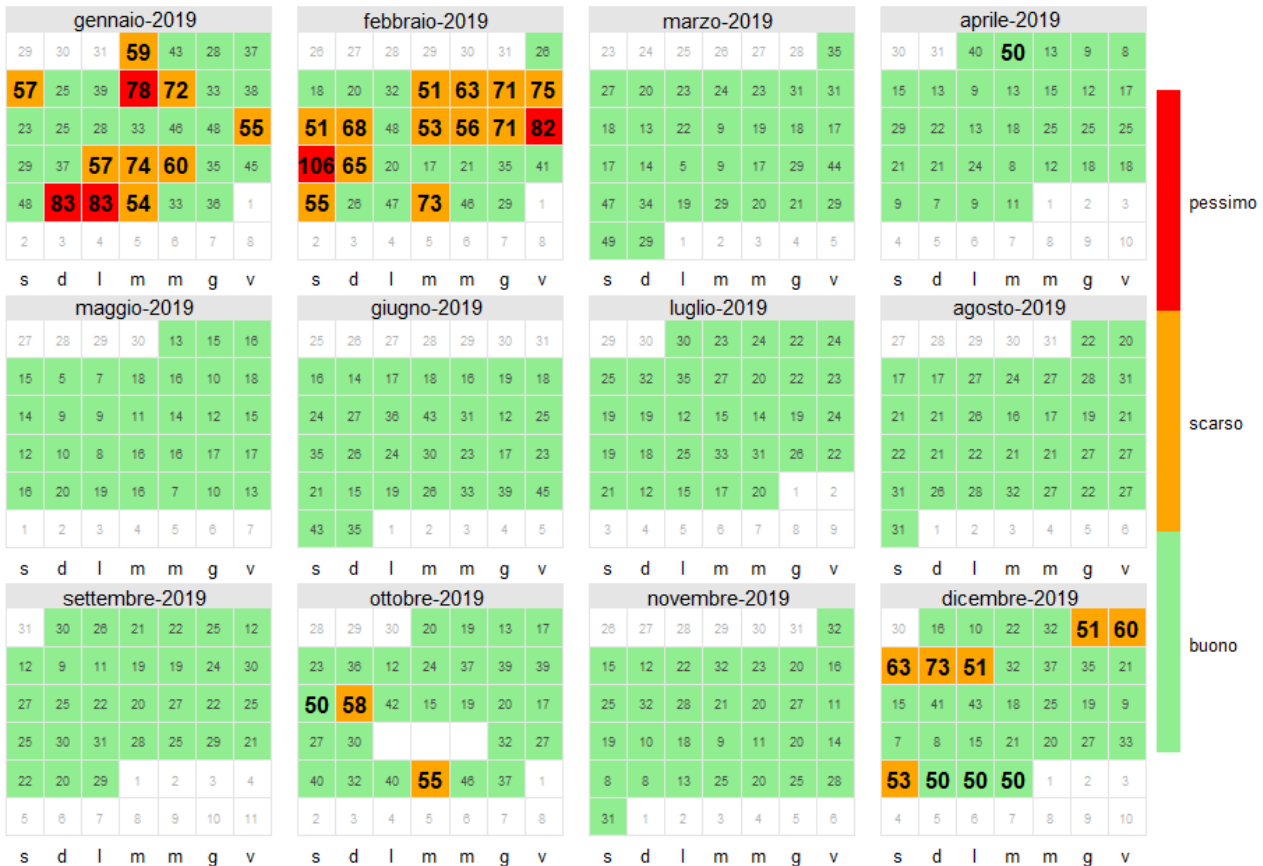 gennaio-2019 febbraio-2019 marzo-2019 aprile-2019
29 30 31 59 43 28 37 26 27 28 29 30 31 26 23 24 25 26 27 28 35 30 31 40 50 13 9 8
57 25 39 78 72 33 38 18 20 32 51 63 71 75 27 20 23 24 23 31 31 15 13 9 13 15 12 17
23 25 28 33 46 48 55 51 68 48 53 56 71 82 18 13 22 9 19 18 17 29 22 13 18 25 25 25
29 37 57 74 60 35 45 106 65 20 17 21 35 41 17 14 5 9 17 29 44 21 21 24 8 12 18 18
48 83 83 54 33 36 1 55 26 47 73 46 29 1 47 34 19 29 20 21 29 9 7 9 11 1 2 3
2 3 4 5 6 7 8 2 3 4 5 6 7 8 49 29 1 2 3 4 5 4 5 6 7 8 9 10
s d l m m g v s d l m m g v s d l m m g v s d l m m g v
pessimo
maggio-2019 giugno-2019 luglio-2019 agosto-2019
27 28 29 30 13 15 16 25 26 27 28 29 30 31 29 30 30 23 24 22 24 27 28 29 30 31 22 20
15 5 7 18 16 10 18 16 14 17 18 16 19 18 25 32 35 27 20 22 23 17 17 27 24 27 28 31
14 9 9 11 14 12 15 24 27 36 43 31 12 25 19 19 12 15 14 19 24 21 21 26 16 17 19 21
scarso
12 10 8 16 16 17 17 35 26 24 30 23 17 23 19 18 25 33 31 26 22 22 21 22 21 21 27 27
16 20 19 16 7 10 13 21 15 19 26 33 39 45 21 12 15 17 20 1 2 31 26 28 32 27 22 27
1 2 3 4 5 6 7 43 35 1 2 3 4 5 3 4 5 6 7 8 9 31 1 2 3 4 5 6
s d l m m g v s d l m m g v s d l m m g v s d l m m g v
settembre-2019 ottobre-2019 novembre-2019 dicembre-2019
31 30 26 21 22 25 12 28 29 30 20 19 13 17 26 27 28 29 30 31 32 30 16 10 22 32 51 60
buono
12 9 11 19 19 24 30 23 36 12 24 37 39 39 15 12 22 32 23 20 16 63 73 51 32 37 35 21
27 25 22 20 27 22 25 50 58 42 15 19 20 17 25 32 28 21 20 27 11 15 41 43 18 25 19 9
25 30 31 28 25 29 21 27 30 32 27 19 10 18 9 11 20 14 7 8 15 21 20 27 33
22 20 29 1 2 3 4 40 32 40 55 46 37 1 8 8 13 25 20 25 28 53 50 50 50 1 2 3
5 6 7 8 9 10 11 2 3 4 5 6 7 8 31 1 2 3 4 5 6 4 5 6 7 8 9 10
s d l m m g v s d l m m g v s d l m m g v s d l m m g v